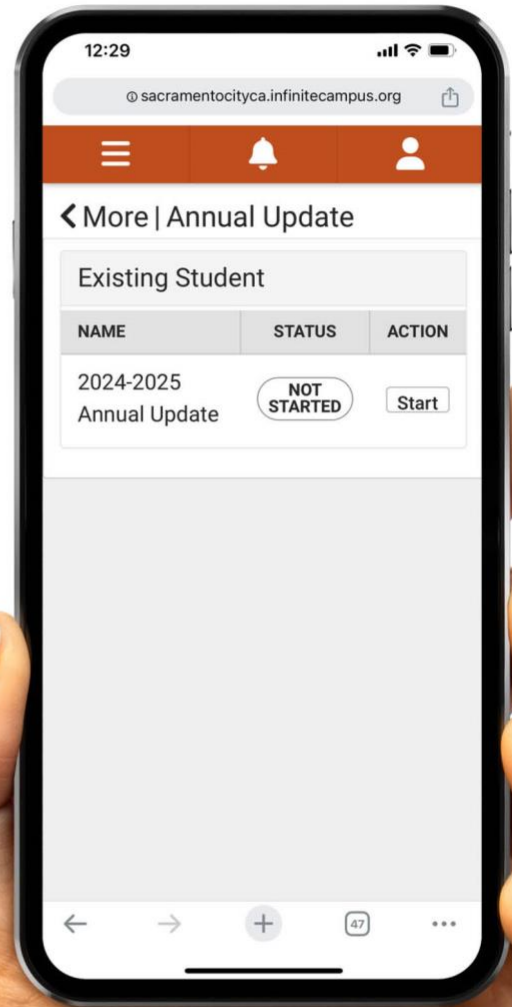 12:29
sacramentocityca.infinitecampus.org
More | Annual Update
Existing Student
NAME STATUS ACTION
2024-2025
Annual Update
NOT
STARTED
Start
47